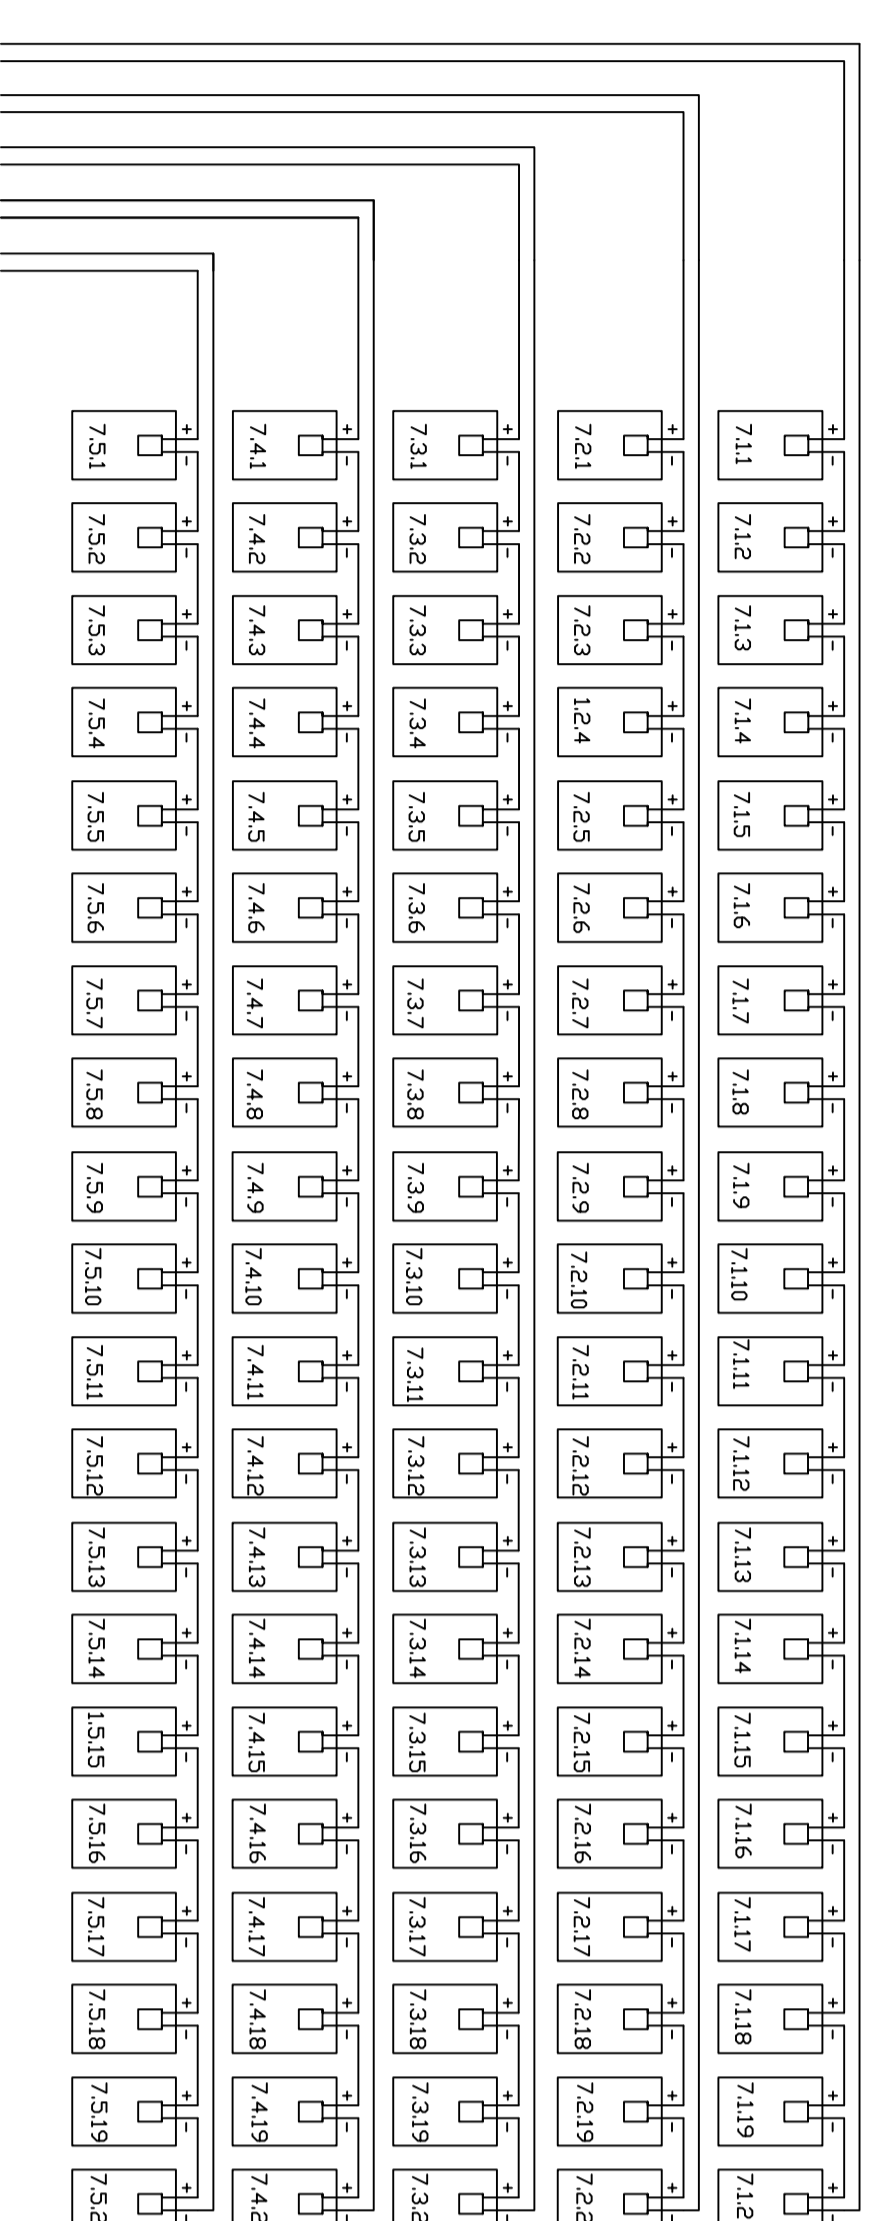 + − + − + − + − + − + − + − + − + − + − + − + − + − + − + − + − + − + − + − + −
7.1.1 7.1.2 7.1.3 7.1.4 7.1.5 7.1.6 7.1.7 7.1.8 7.1.9 7.1.10 7.1.11 7.1.12 7.1.13 7.1.14 7.1.15 7.1.16 7.1.17 7.1.18 7.1.19 7.1.2
+ − + − + − + − + − + − + − + − + − + − + − + − + − + − + − + − + − + − + − + −
7.2.1 7.2.2 7.2.3 1.2.4 7.2.5 7.2.6 7.2.7 7.2.8 7.2.9 7.2.10 7.2.11 7.2.12 7.2.13 7.2.14 7.2.15 7.2.16 7.2.17 7.2.18 7.2.19 7.2.2
+ − + − + − + − + − + − + − + − + − + − + − + − + − + − + − + − + − + − + − + −
7.3.1 7.3.2 7.3.3 7.3.4 7.3.5 7.3.6 7.3.7 7.3.8 7.3.9 7.3.10 7.3.11 7.3.12 7.3.13 7.3.14 7.3.15 7.3.16 7.3.17 7.3.18 7.3.19 7.3.2
+ − + − + − + − + − + − + − + − + − + − + − + − + − + − + − + − + − + − + − + −
7.4.1 7.4.2 7.4.3 7.4.4 7.4.5 7.4.6 7.4.7 7.4.8 7.4.9 7.4.10 7.4.11 7.4.12 7.4.13 7.4.14 7.4.15 7.4.16 7.4.17 7.4.18 7.4.19 7.4.2
+ − + − + − + − + − + − + − + − + − + − + − + − + − + − + − + − + − + − + − + −
7.5.1 7.5.2 7.5.3 7.5.4 7.5.5 7.5.6 7.5.7 7.5.8 7.5.9 7.5.10 7.5.11 7.5.12 7.5.13 7.5.14 1.5.15 7.5.16 7.5.17 7.5.18 7.5.19 7.5.2